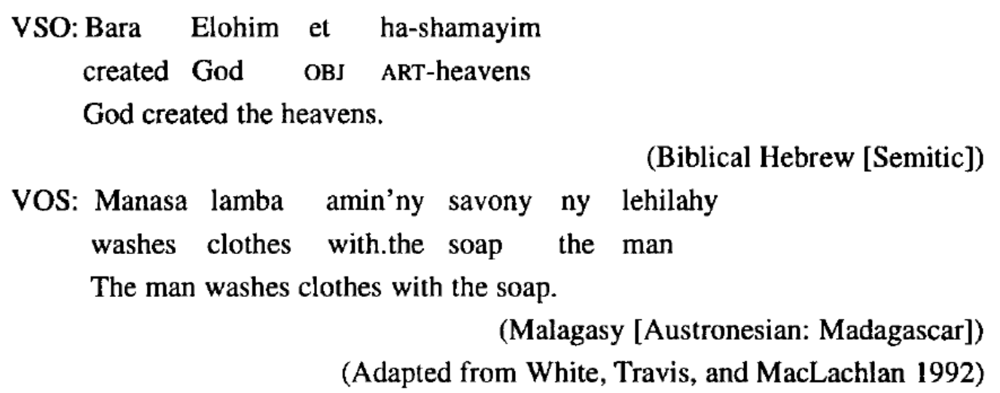 VSO: Bara Elohim et ha-shamayim
created God OBJ ART-heavens
God created the heavens.
(Biblical Hebrew [Semitic])
VOS: Manasa lamba amin'ny savony ny lehilahy
washes clothes with.the soap the man
The man washes clothes with the soap.
(Malagasy [Austronesian: Madagascar])
(Adapted from White, Travis, and MacLachlan 1992)